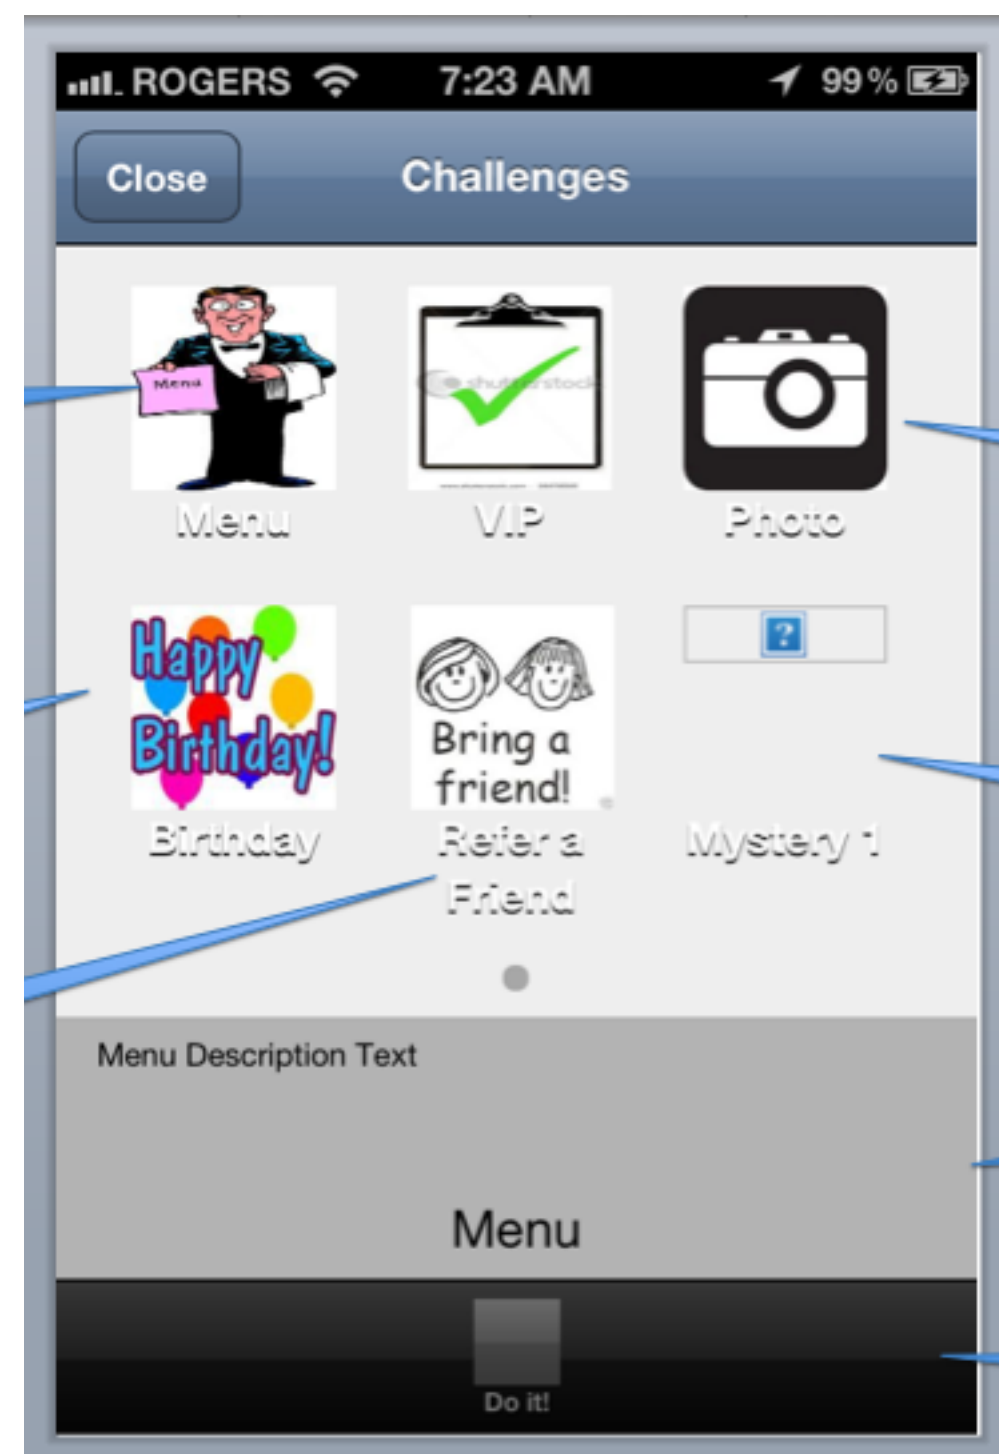 ROGERS 7:23 AM 99%
Close Challenges
Menu
shutterstock
Menu VIP Photo
Happy
Birthday!
Bring a
friend!
Birthday Refer a Mystery 1
Friend
Menu Description Text
Menu
Do it!